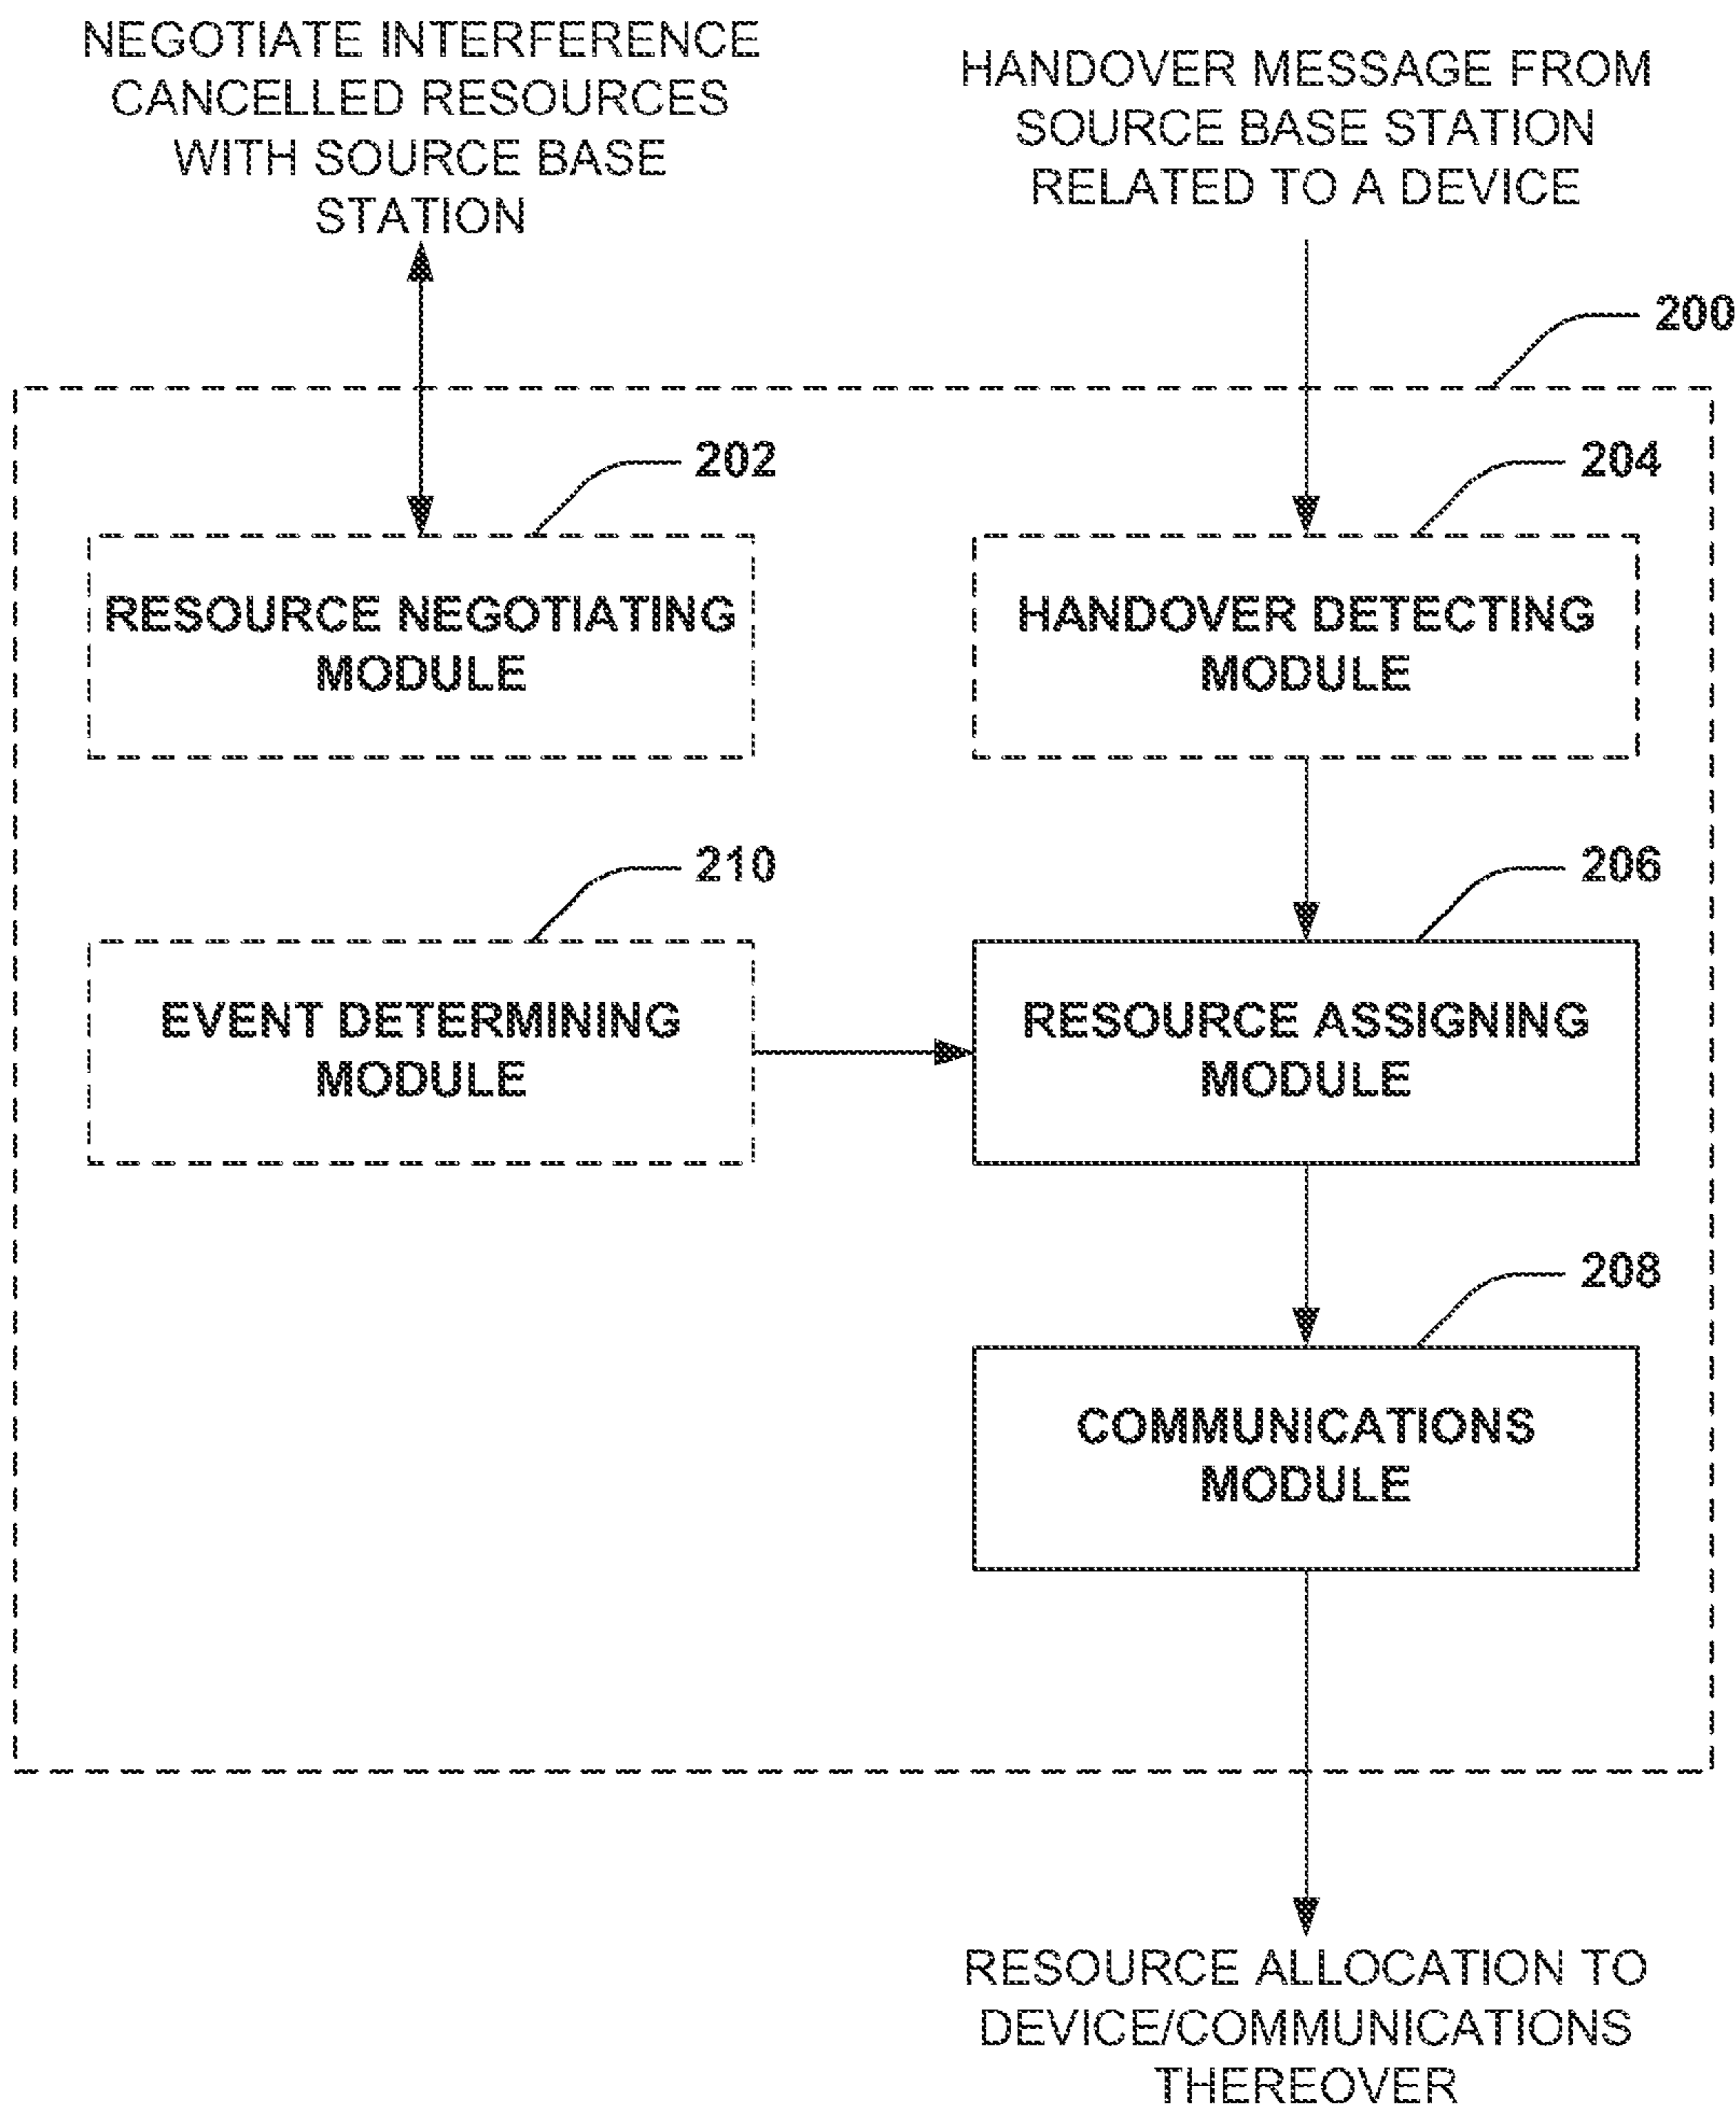 NEGOTIATE INTERFERENCE
CANCELLED RESOURCES
WITH SOURCE BASE
STATION
HANDOVER MESSAGE FROM
SOURCE BASE STATION
RELATED TO A DEVICE
200
202
204
RESOURCE NEGOTIATING
MODULE
HANDOVER DETECTING
MODULE
210
206
EVENT DETERMINING
MODULE
RESOURCE ASSIGNING
MODULE
208
COMMUNICATIONS
MODULE
RESOURCE ALLOCATION TO
DEVICE/COMMUNICATIONS
THEREOVER